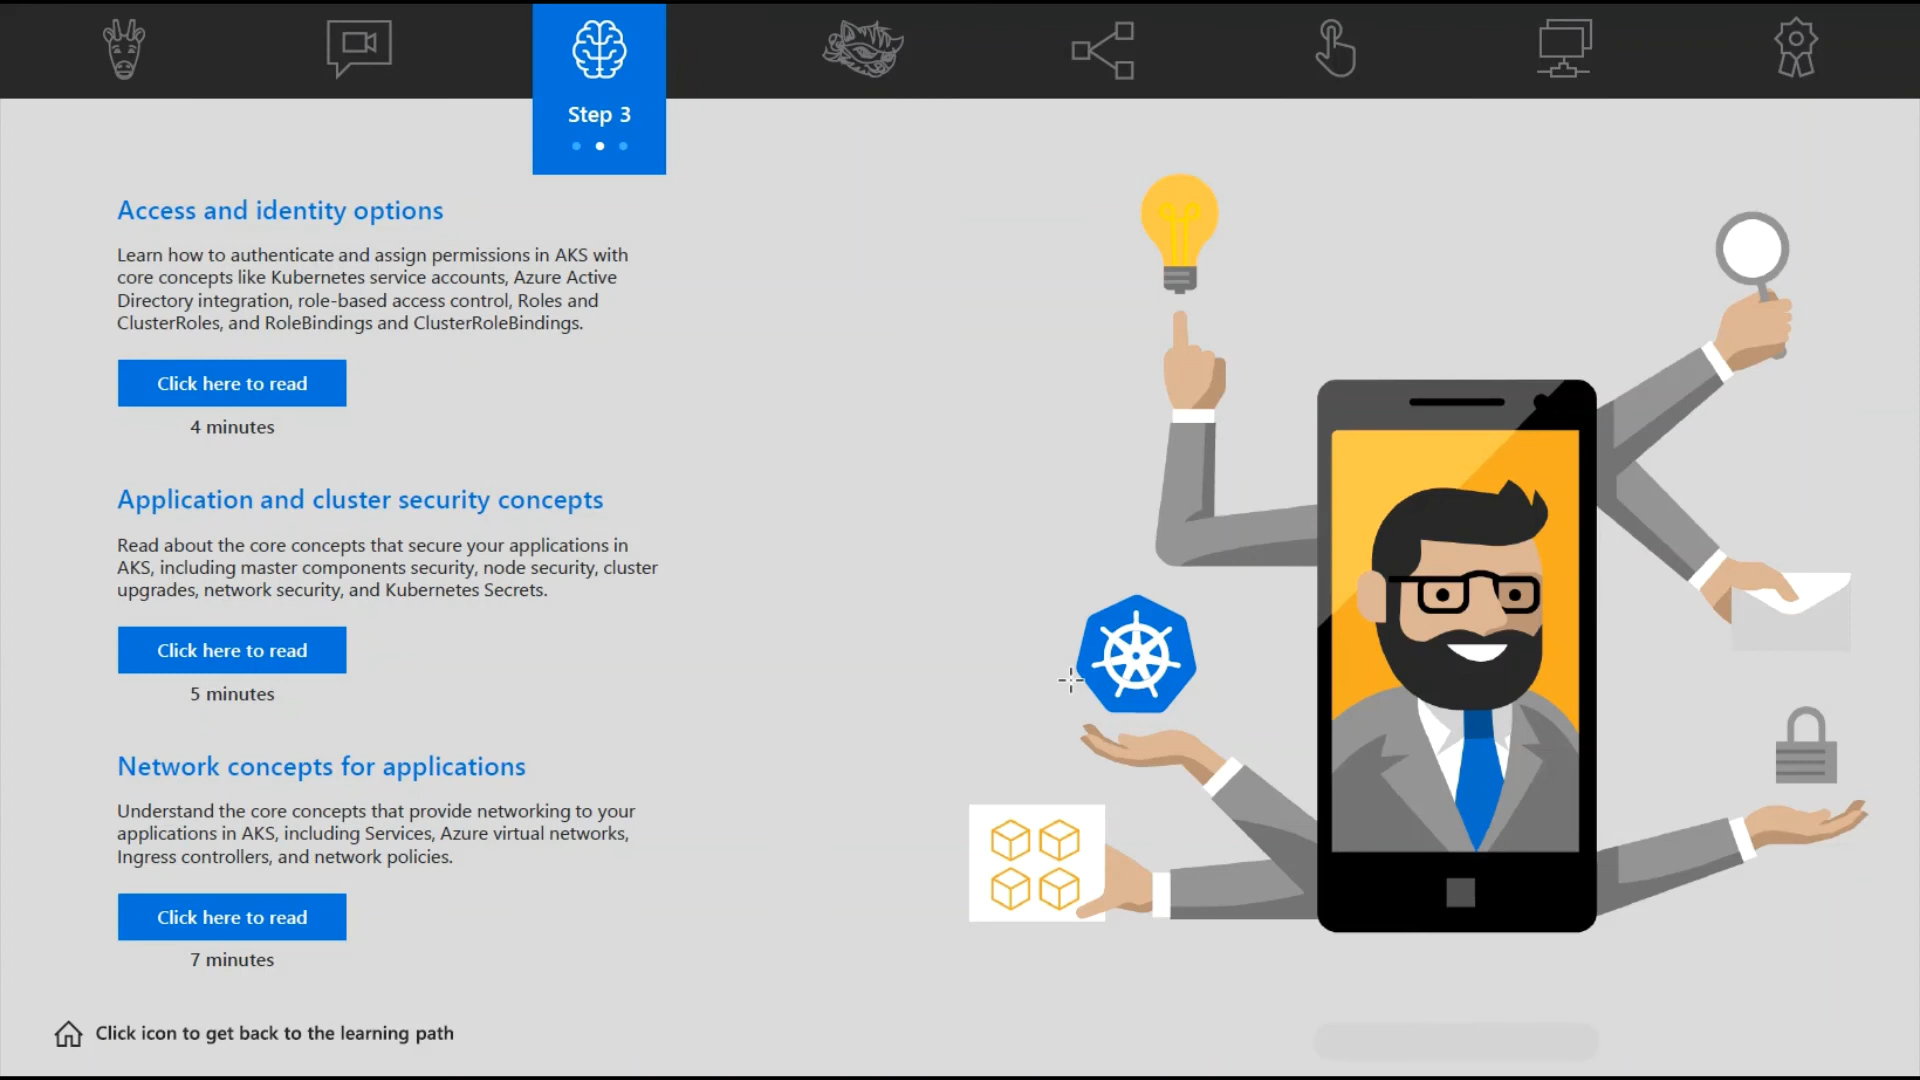 Step 3
Access and identity options
Learn how to authenticate and assign permissions in AKS with
core concepts like Kubernetes service accounts, Azure Active
Directory integration, role-based access control, Roles and
ClusterRoles, and RoleBindings and ClusterRoleBindings.
Click here to read
4 minutes
Application and cluster security concepts
Read about the core concepts that secure your applications in
AKS, including master components security, node security, cluster
upgrades, network security, and Kubernetes Secrets.
Click here to read
5 minutes
Network concepts for applications
Understand the core concepts that provide networking to your
applications in AKS, including Services, Azure virtual networks,
Ingress controllers, and network policies.
Click here to read
7 minutes
Click icon to get back to the learning path